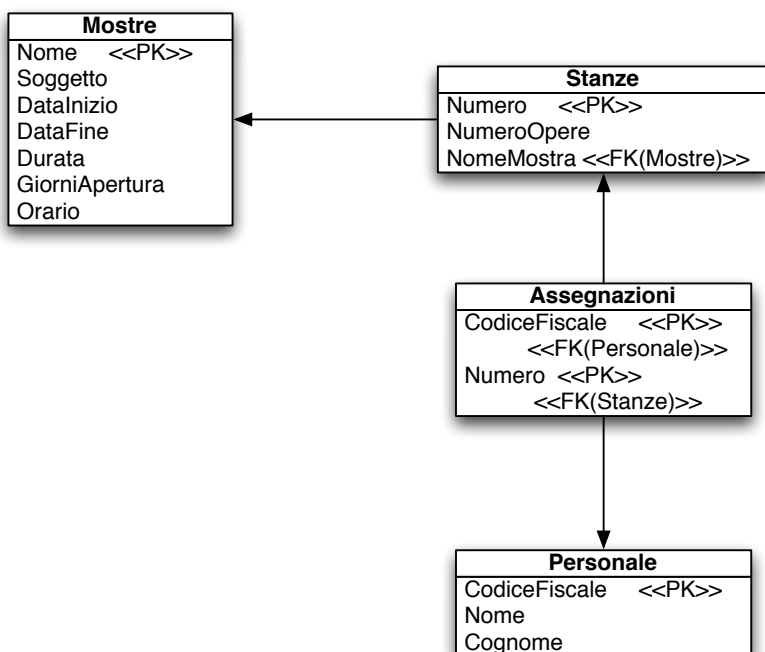 Mostre
Nome <<PK>>
Soggetto
DataInizio
DataFine
Durata
GiorniApertura
Orario
Stanze
Numero <<PK>>
NumeroOpere
NomeMostra <<FK(Mostre)>>
Assegnazioni
CodiceFiscale <<PK>>
<<FK(Personale)>>
Numero <<PK>>
<<FK(Stanze)>>
Personale
CodiceFiscale <<PK>>
Nome
Cognome